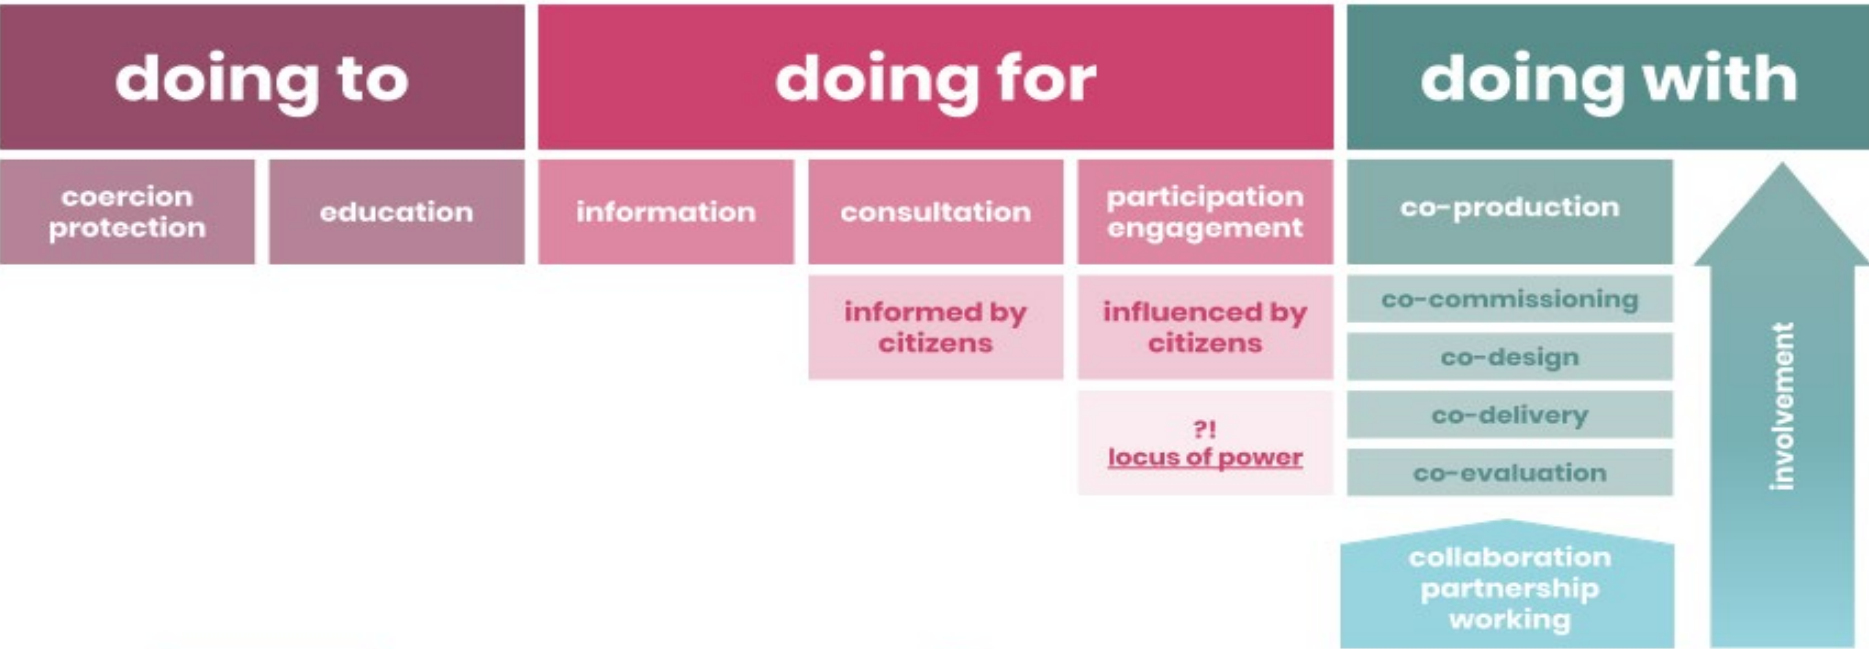 doing to
doing for
doing with
coercion
protection
education
information
consultation
participation
engagement
co-production
informed by
citizens
influenced by
citizens
?!
locus of power
co-commissioning
co-design
co-delivery
co-evaluation
collaboration
partnership
working
involvement